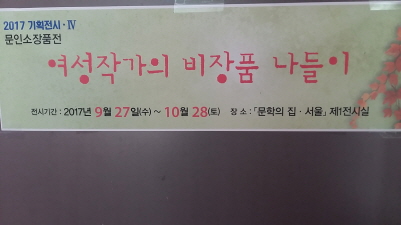 2017 기획전시·Ⅳ
문인소장품전
여성작가의 비장품 나들이
전시기간 : 2017년 9월 27일(수) ~ 10월 28(토) 장 소 : 「문학의 집·서울」 제1전시실